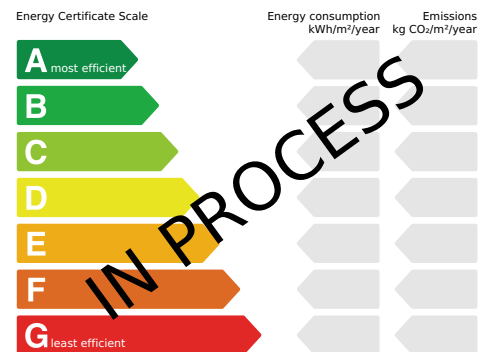 Energy Certificate Scale
Energy consumption
kWh/m²/year
Emissions
kg CO₂/m²/year
A most efficient
B
C
D
E
F
G least efficient
IN PROCESS